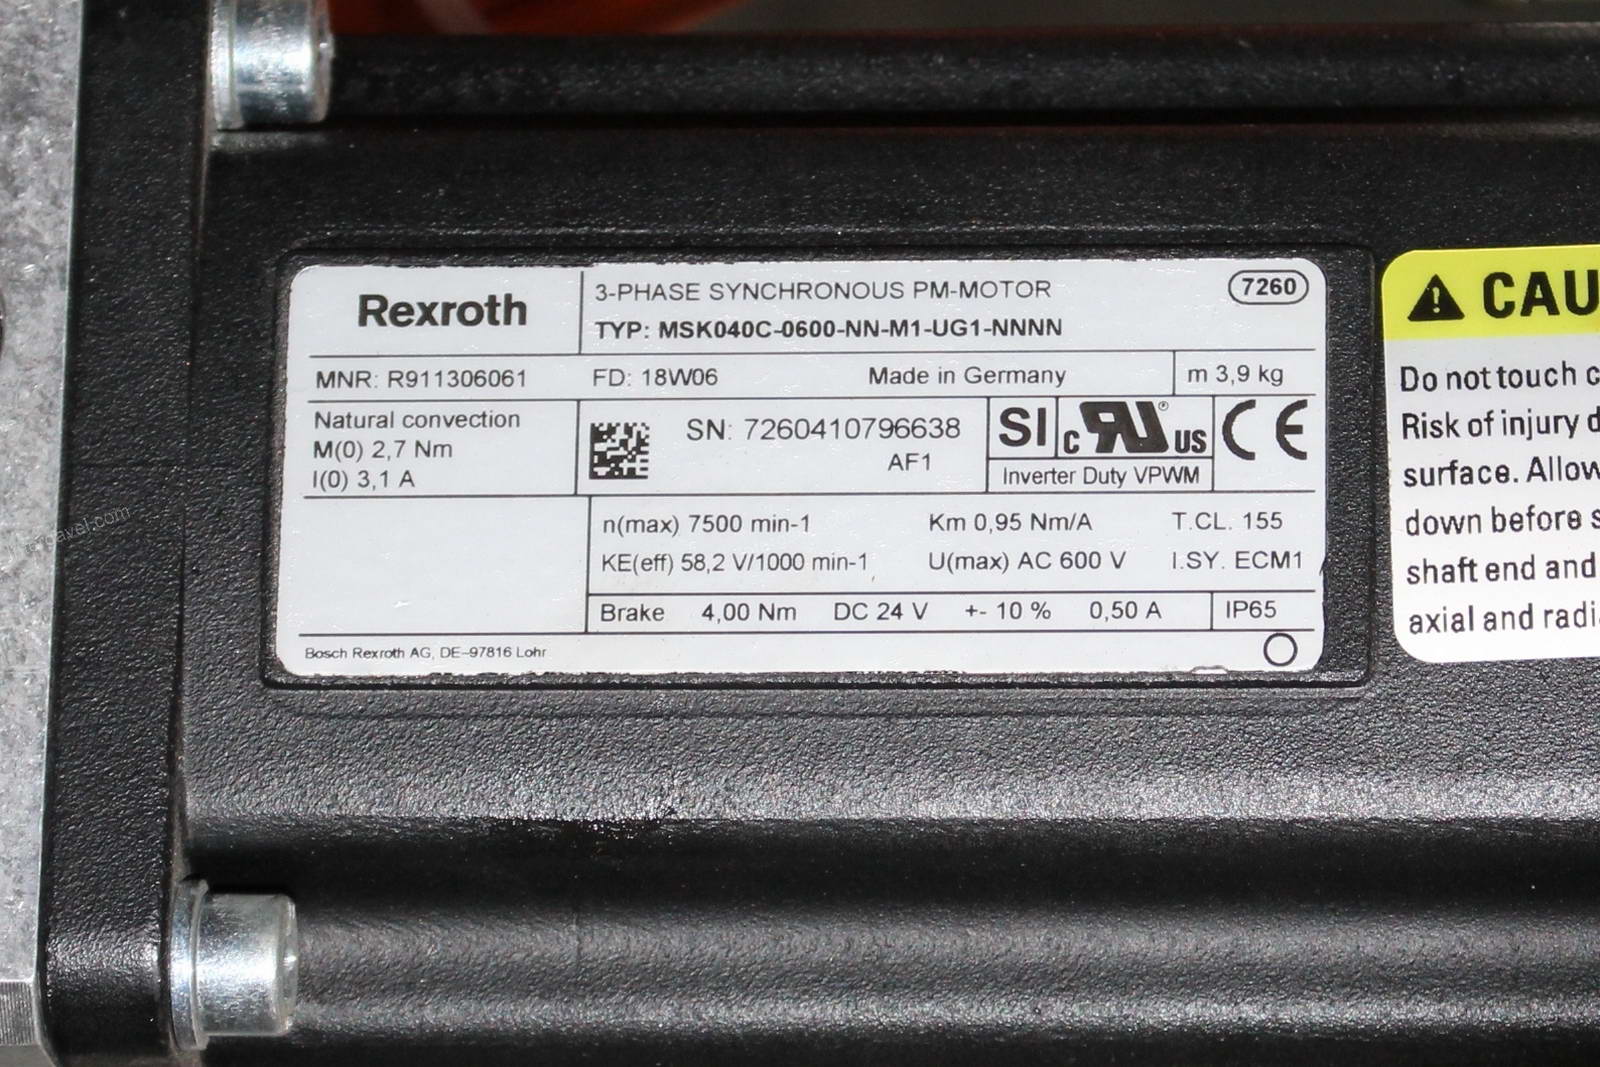 Rexroth
3-PHASE SYNCHRONOUS PM-MOTOR
7260
TYP: MSK040C-0600-NN-M1-UG1-NNNN
MNR: R911306061 FD: 18W06 Made in Germany m 3,9 kg
Natural convection
M(0) 2,7 Nm
I(0) 3,1 A
SN: 7260410796638
AF1
SI c RU ® US CE
Inverter Duty VPWM
n(max) 7500 min-1 Km 0,95 Nm/A T.CL. 155
KE(eff) 58,2 V/1000 min-1 U(max) AC 600 V I.SY. ECM1
Brake 4,00 Nm DC 24 V +- 10 % 0,50 A IP65
Bosch Rexroth AG, DE-97816 Lohr
CAU
Do not touch
Risk of injury
surface. Allow
down before
shaft end and
axial and radi